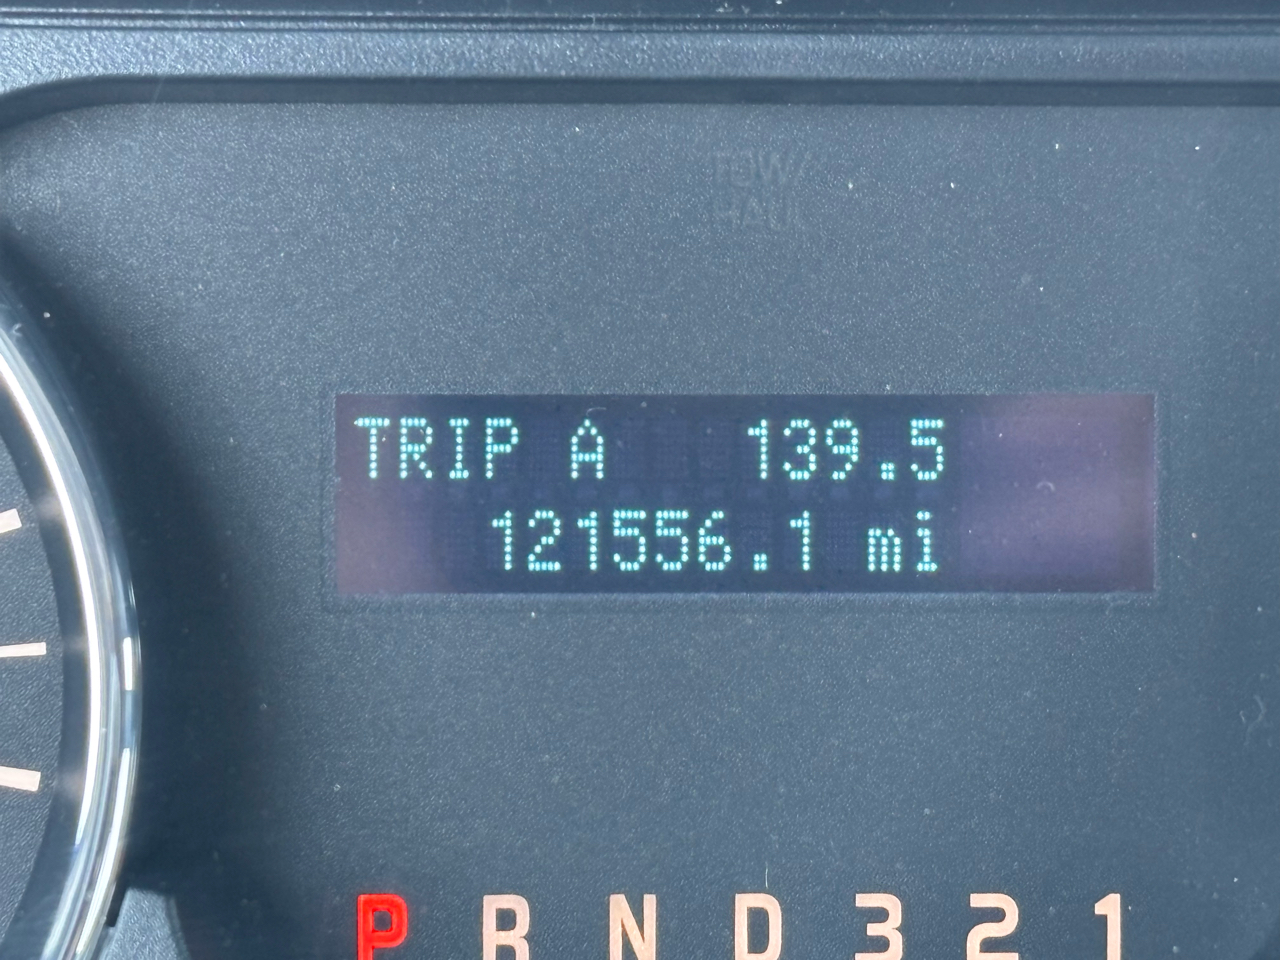 TOW/
HAUL
TRIP A 139.5
121556.1 mi
P R N D 3 2 1